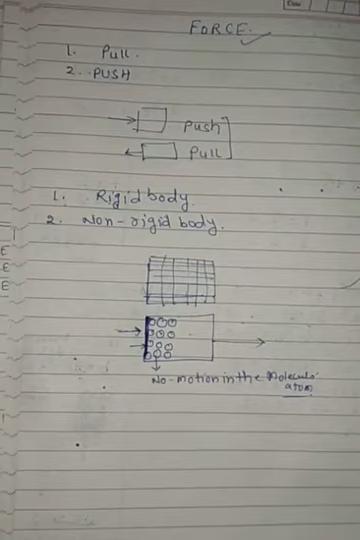 Date
FORCE.
1. Pull.
2. PUSH
Push
Pull
1. Rigid body.
2. Non-rigid body.
No-motion in the Molecule
atom
E
E
E